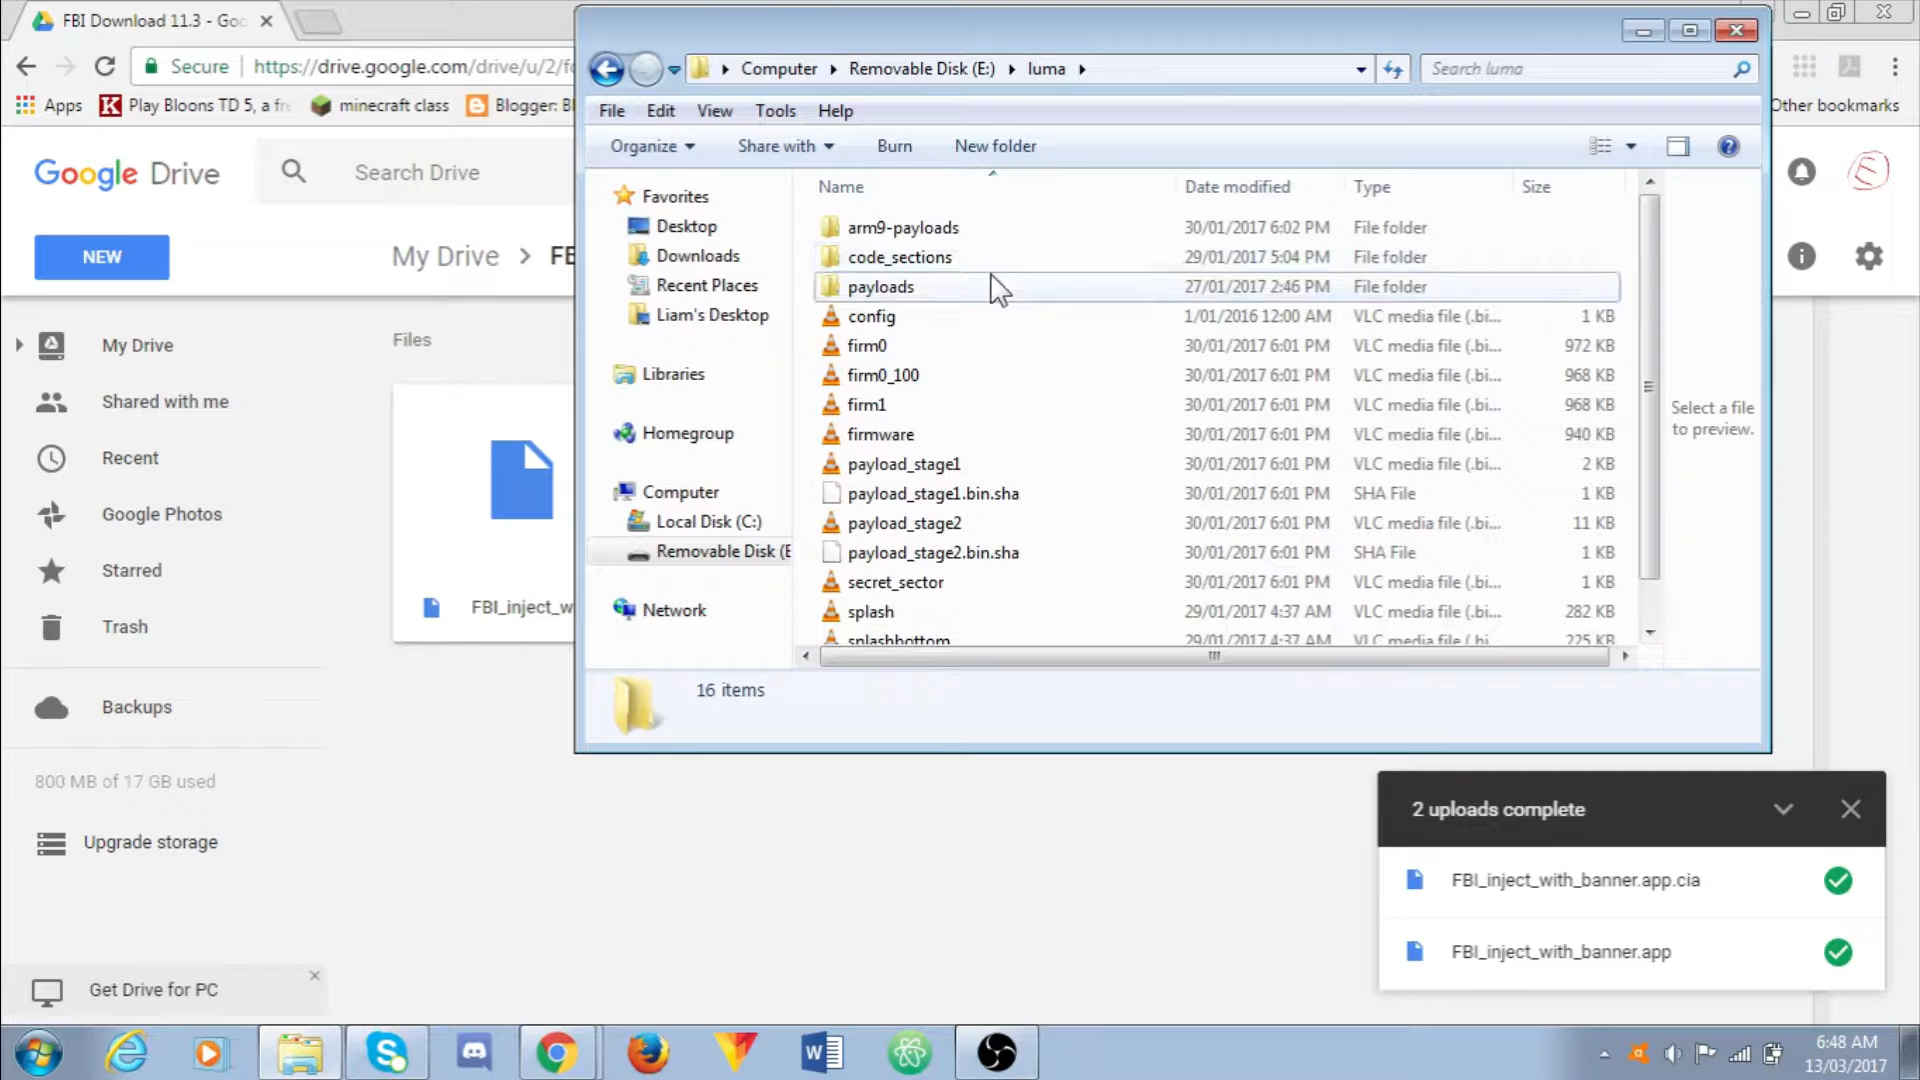 FBI Download 11.3 - Goo
Secure
https://drive.google.com/drive/u/2/fo
Apps
Play Bloons TD 5, a fr
minecraft class
Blogger: B
Other bookmarks
Google Drive
Search Drive
NEW
My Drive
FB
My Drive
Shared with me
Recent
Google Photos
Starred
Trash
Backups
800 MB of 17 GB used
Upgrade storage
Get Drive for PC
Files
FBI_inject_w
Computer
Removable Disk (E:)
luma
Search luma
File
Edit
View
Tools
Help
Organize
Share with
Burn
New folder
Favorites
Desktop
Downloads
Recent Places
Liam's Desktop
Libraries
Homegroup
Computer
Local Disk (C:)
Removable Disk (E
Network
Name Date modified Type Size
arm9-payloads 30/01/2017 6:02 PM File folder
code_sections 29/01/2017 5:04 PM File folder
payloads 27/01/2017 2:46 PM File folder
config 1/01/2016 12:00 AM VLC media file (.bi... 1 KB
firm0 30/01/2017 6:01 PM VLC media file (.bi... 972 KB
firm0_100 30/01/2017 6:01 PM VLC media file (.bi... 968 KB
firm1 30/01/2017 6:01 PM VLC media file (.bi... 968 KB
firmware 30/01/2017 6:01 PM VLC media file (.bi... 940 KB
payload_stage1 30/01/2017 6:01 PM VLC media file (.bi... 2 KB
payload_stage1.bin.sha 30/01/2017 6:01 PM SHA File 1 KB
payload_stage2 30/01/2017 6:01 PM VLC media file (.bi... 11 KB
payload_stage2.bin.sha 30/01/2017 6:01 PM SHA File 1 KB
secret_sector 30/01/2017 6:01 PM VLC media file (.bi... 1 KB
splash 29/01/2017 4:37 AM VLC media file (.bi... 282 KB
splashbottom 29/01/2017 4:37 AM VLC media file (.bi... 225 KB
Select a file
to preview.
16 items
2 uploads complete
FBI_inject_with_banner.app.cia
FBI_inject_with_banner.app
6:48 AM
13/03/2017